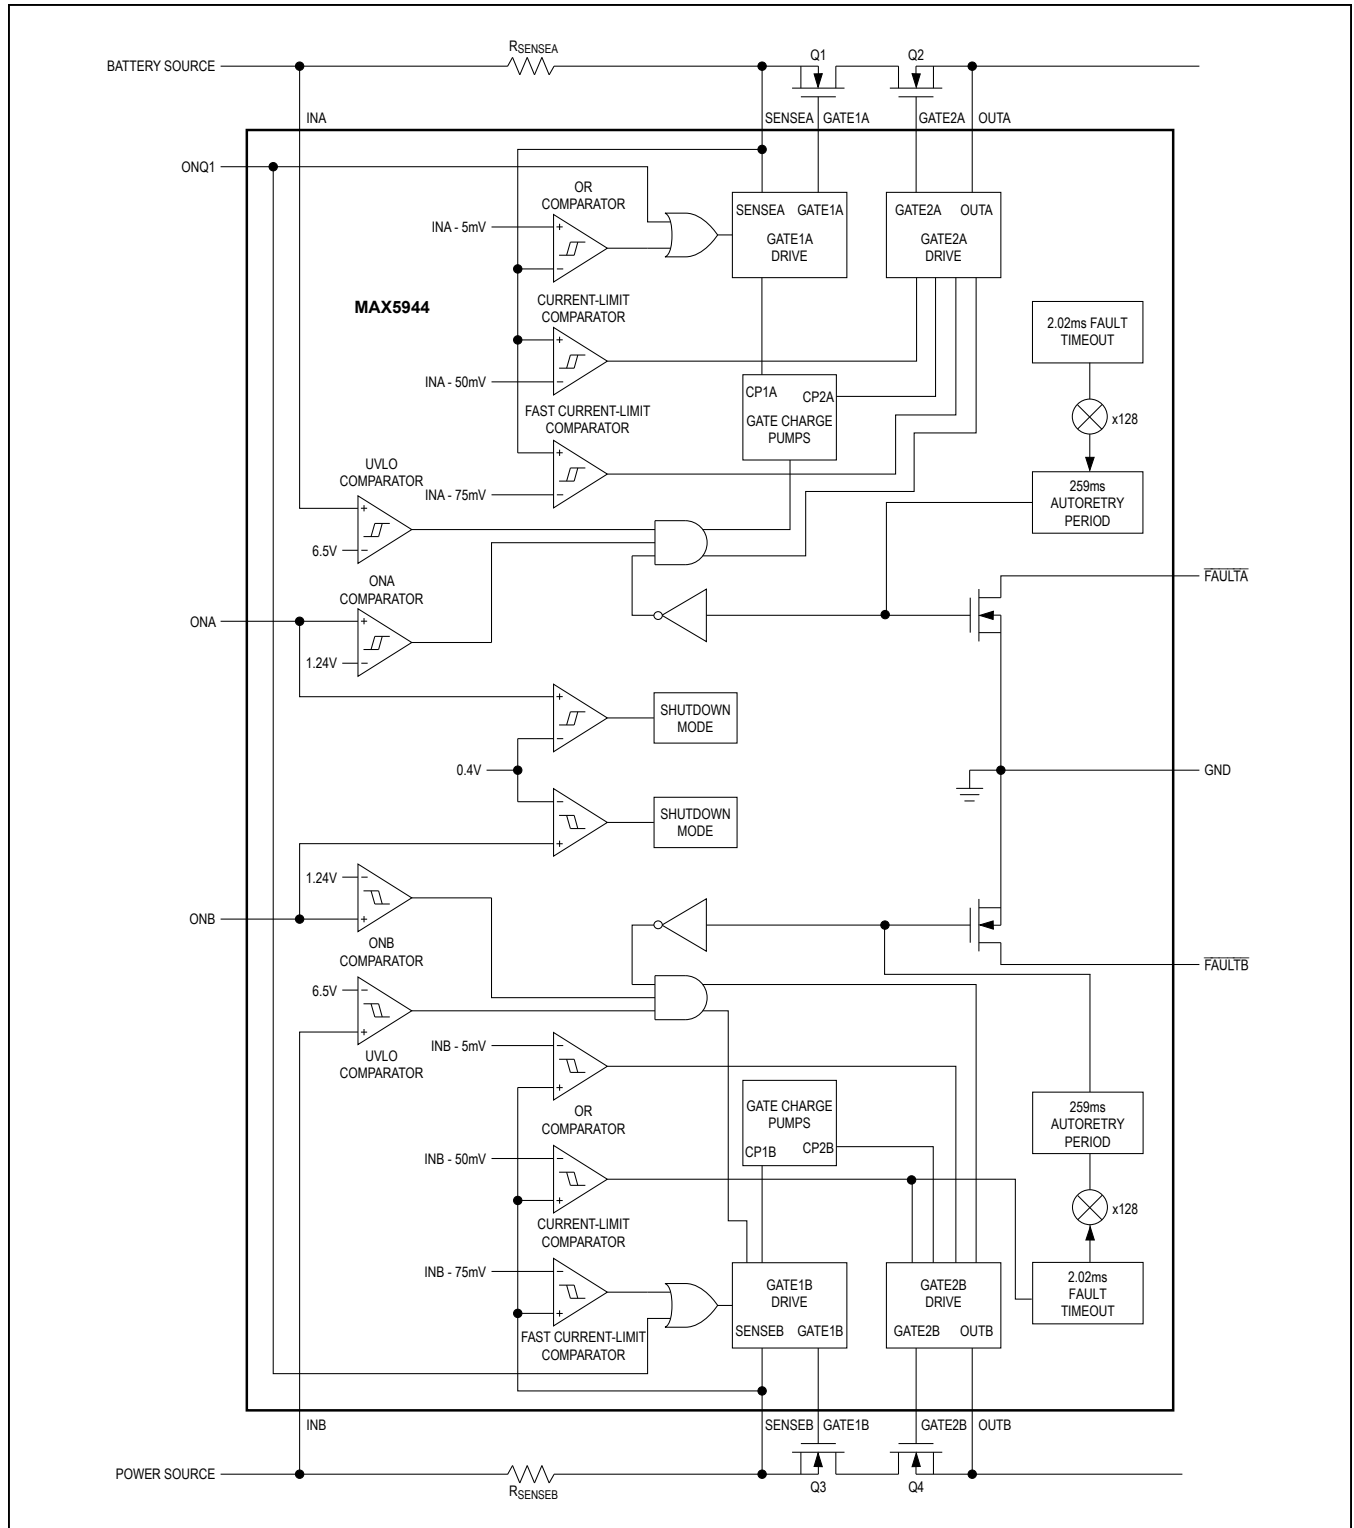 RSENSEA
Q1
Q2
BATTERY SOURCE
INA
SENSEA
GATE1A
GATE2A
OUTA
ONQ1
OR
COMPARATOR
SENSEA GATE1A
GATE1A
DRIVE
GATE2A OUTA
GATE2A
DRIVE
INA - 5mV
+
−
MAX5944
CURRENT-LIMIT
COMPARATOR
+
−
INA - 50mV
2.02ms FAULT
TIMEOUT
x128
CP1A
CP2A
GATE CHARGE
PUMPS
FAST CURRENT-LIMIT
COMPARATOR
+
−
INA - 75mV
UVLO
COMPARATOR
+
−
6.5V
259ms
AUTORETRY
PERIOD
FAULTA
ONA
COMPARATOR
ONA
+
−
1.24V
+
−
SHUTDOWN
MODE
0.4V
GND
−
+
SHUTDOWN
MODE
1.24V
−
+
ONB
ONB
COMPARATOR
FAULTB
6.5V
−
+
UVLO
COMPARATOR
INB - 5mV
−
+
OR
COMPARATOR
GATE CHARGE
PUMPS
CP1B
CP2B
259ms
AUTORETRY
PERIOD
INB - 50mV
−
+
CURRENT-LIMIT
COMPARATOR
x128
INB - 75mV
−
+
FAST CURRENT-LIMIT
COMPARATOR
GATE1B
DRIVE
SENSEB GATE1B
GATE2B
DRIVE
GATE2B OUTB
2.02ms
FAULT
TIMEOUT
INB
SENSEB
GATE1B
GATE2B
OUTB
POWER SOURCE
RSENSEB
Q3
Q4